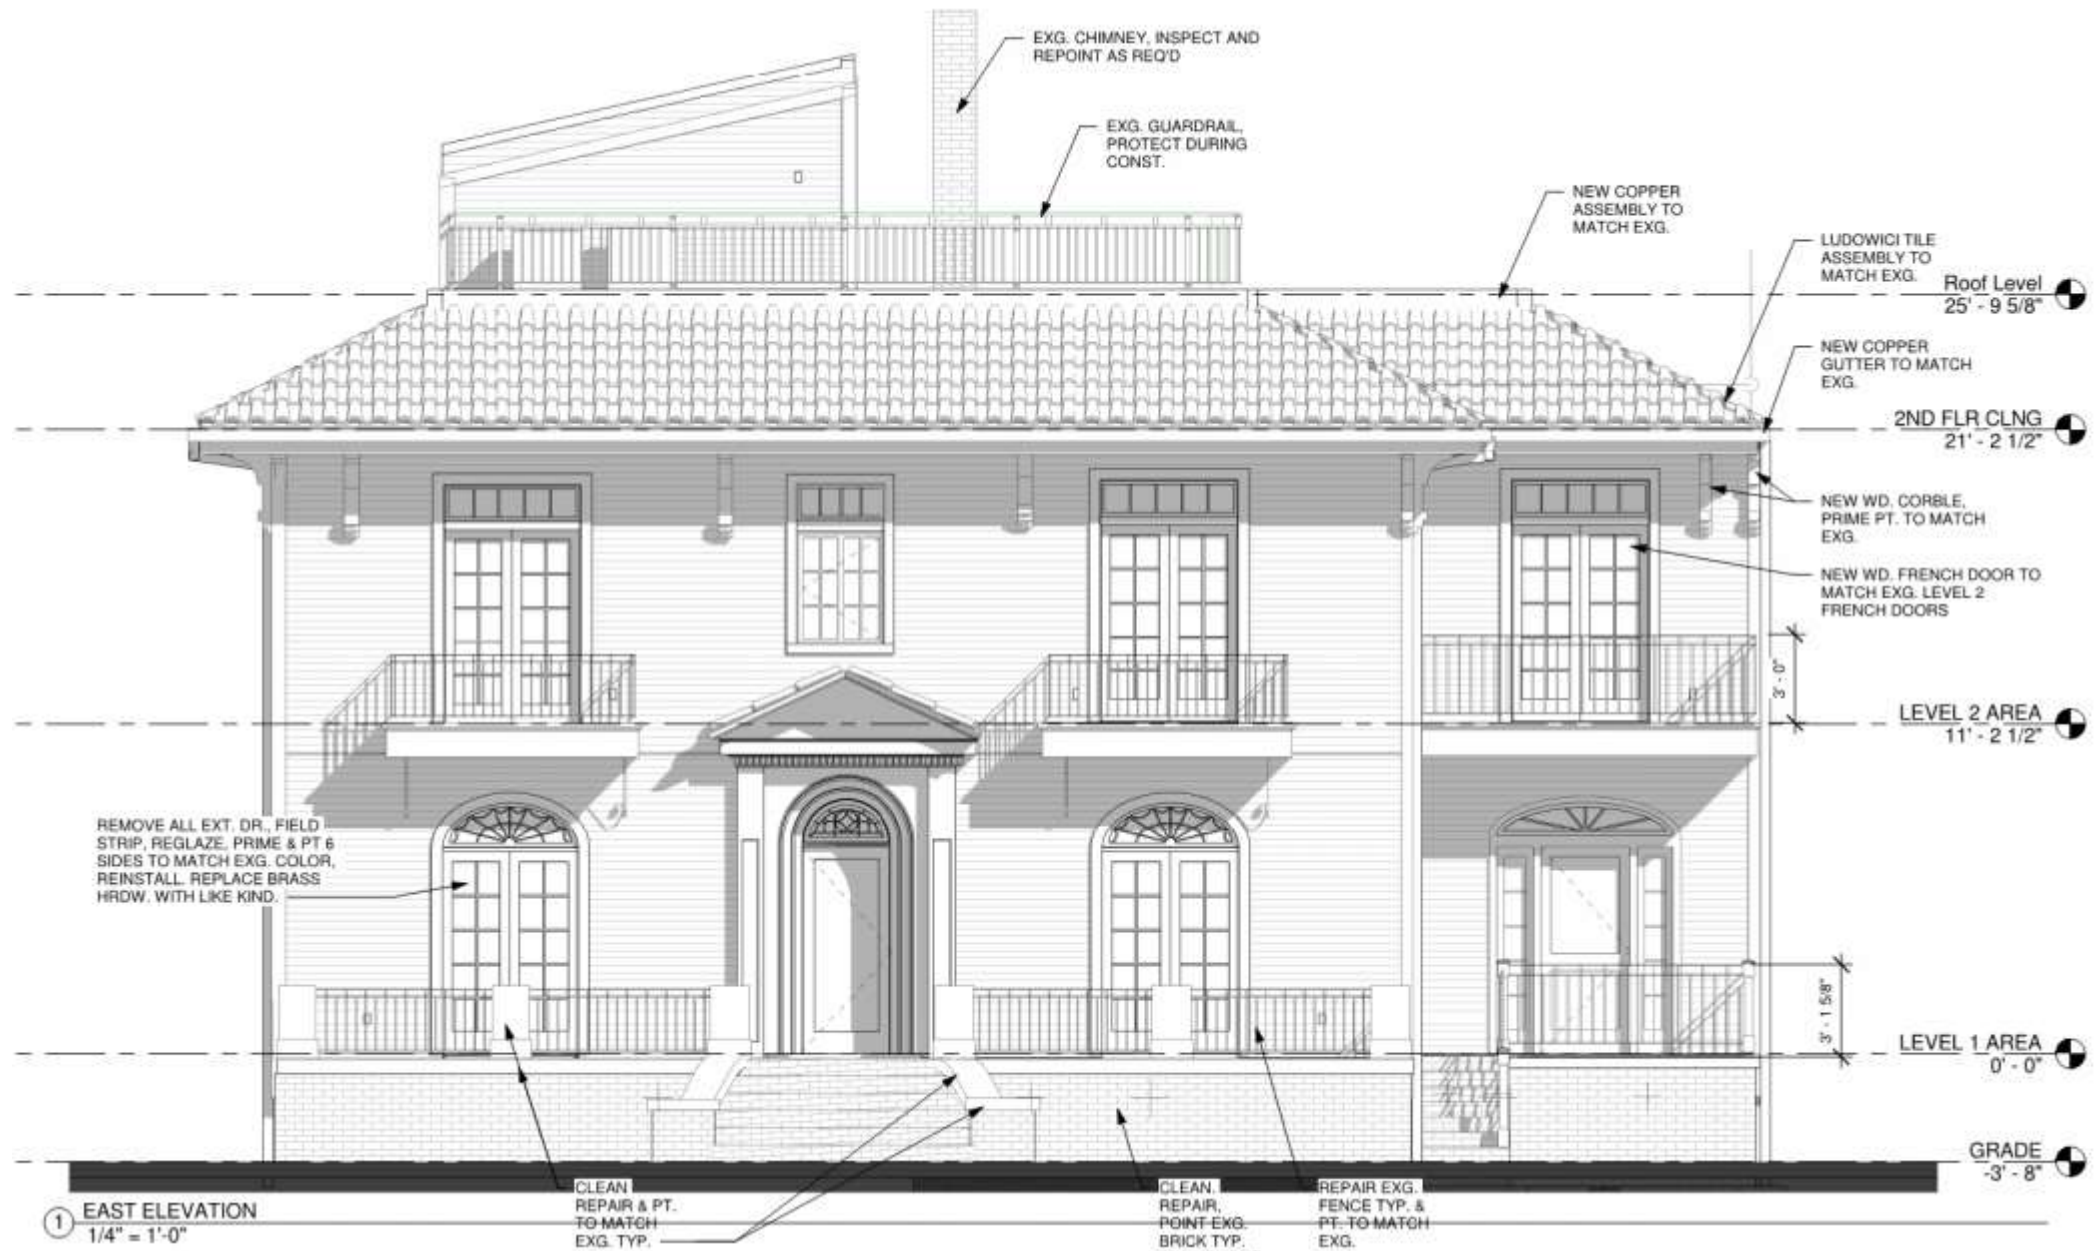 EXG. CHIMNEY, INSPECT AND
REPOINT AS REQ'D
EXG. GUARDRAIL,
PROTECT DURING
CONST.
NEW COPPER
ASSEMBLY TO
MATCH EXG.
LUDOWICI TILE
ASSEMBLY TO
MATCH EXG.
Roof Level
25' - 9 5/8"
NEW COPPER
GUTTER TO MATCH
EXG.
2ND FLR CLNG
21' - 2 1/2"
NEW WD. CORBLE,
PRIME PT. TO MATCH
EXG.
NEW WD. FRENCH DOOR TO
MATCH EXG. LEVEL 2
FRENCH DOORS
3' - 0"
LEVEL 2 AREA
11' - 2 1/2"
REMOVE ALL EXT. DR., FIELD
STRIP, REGLAZE, PRIME & PT 6
SIDES TO MATCH EXG. COLOR,
REINSTALL. REPLACE BRASS
HRDW. WITH LIKE KIND.
3' - 1 5/8"
LEVEL 1 AREA
0' - 0"
GRADE
-3' - 8"
CLEAN
REPAIR & PT.
TO MATCH
EXG. TYP.
CLEAN.
REPAIR,
POINT EXG.
BRICK TYP.
REPAIR EXG.
FENCE TYP. &
PT. TO MATCH
EXG.
1
EAST ELEVATION
1/4" = 1'-0"